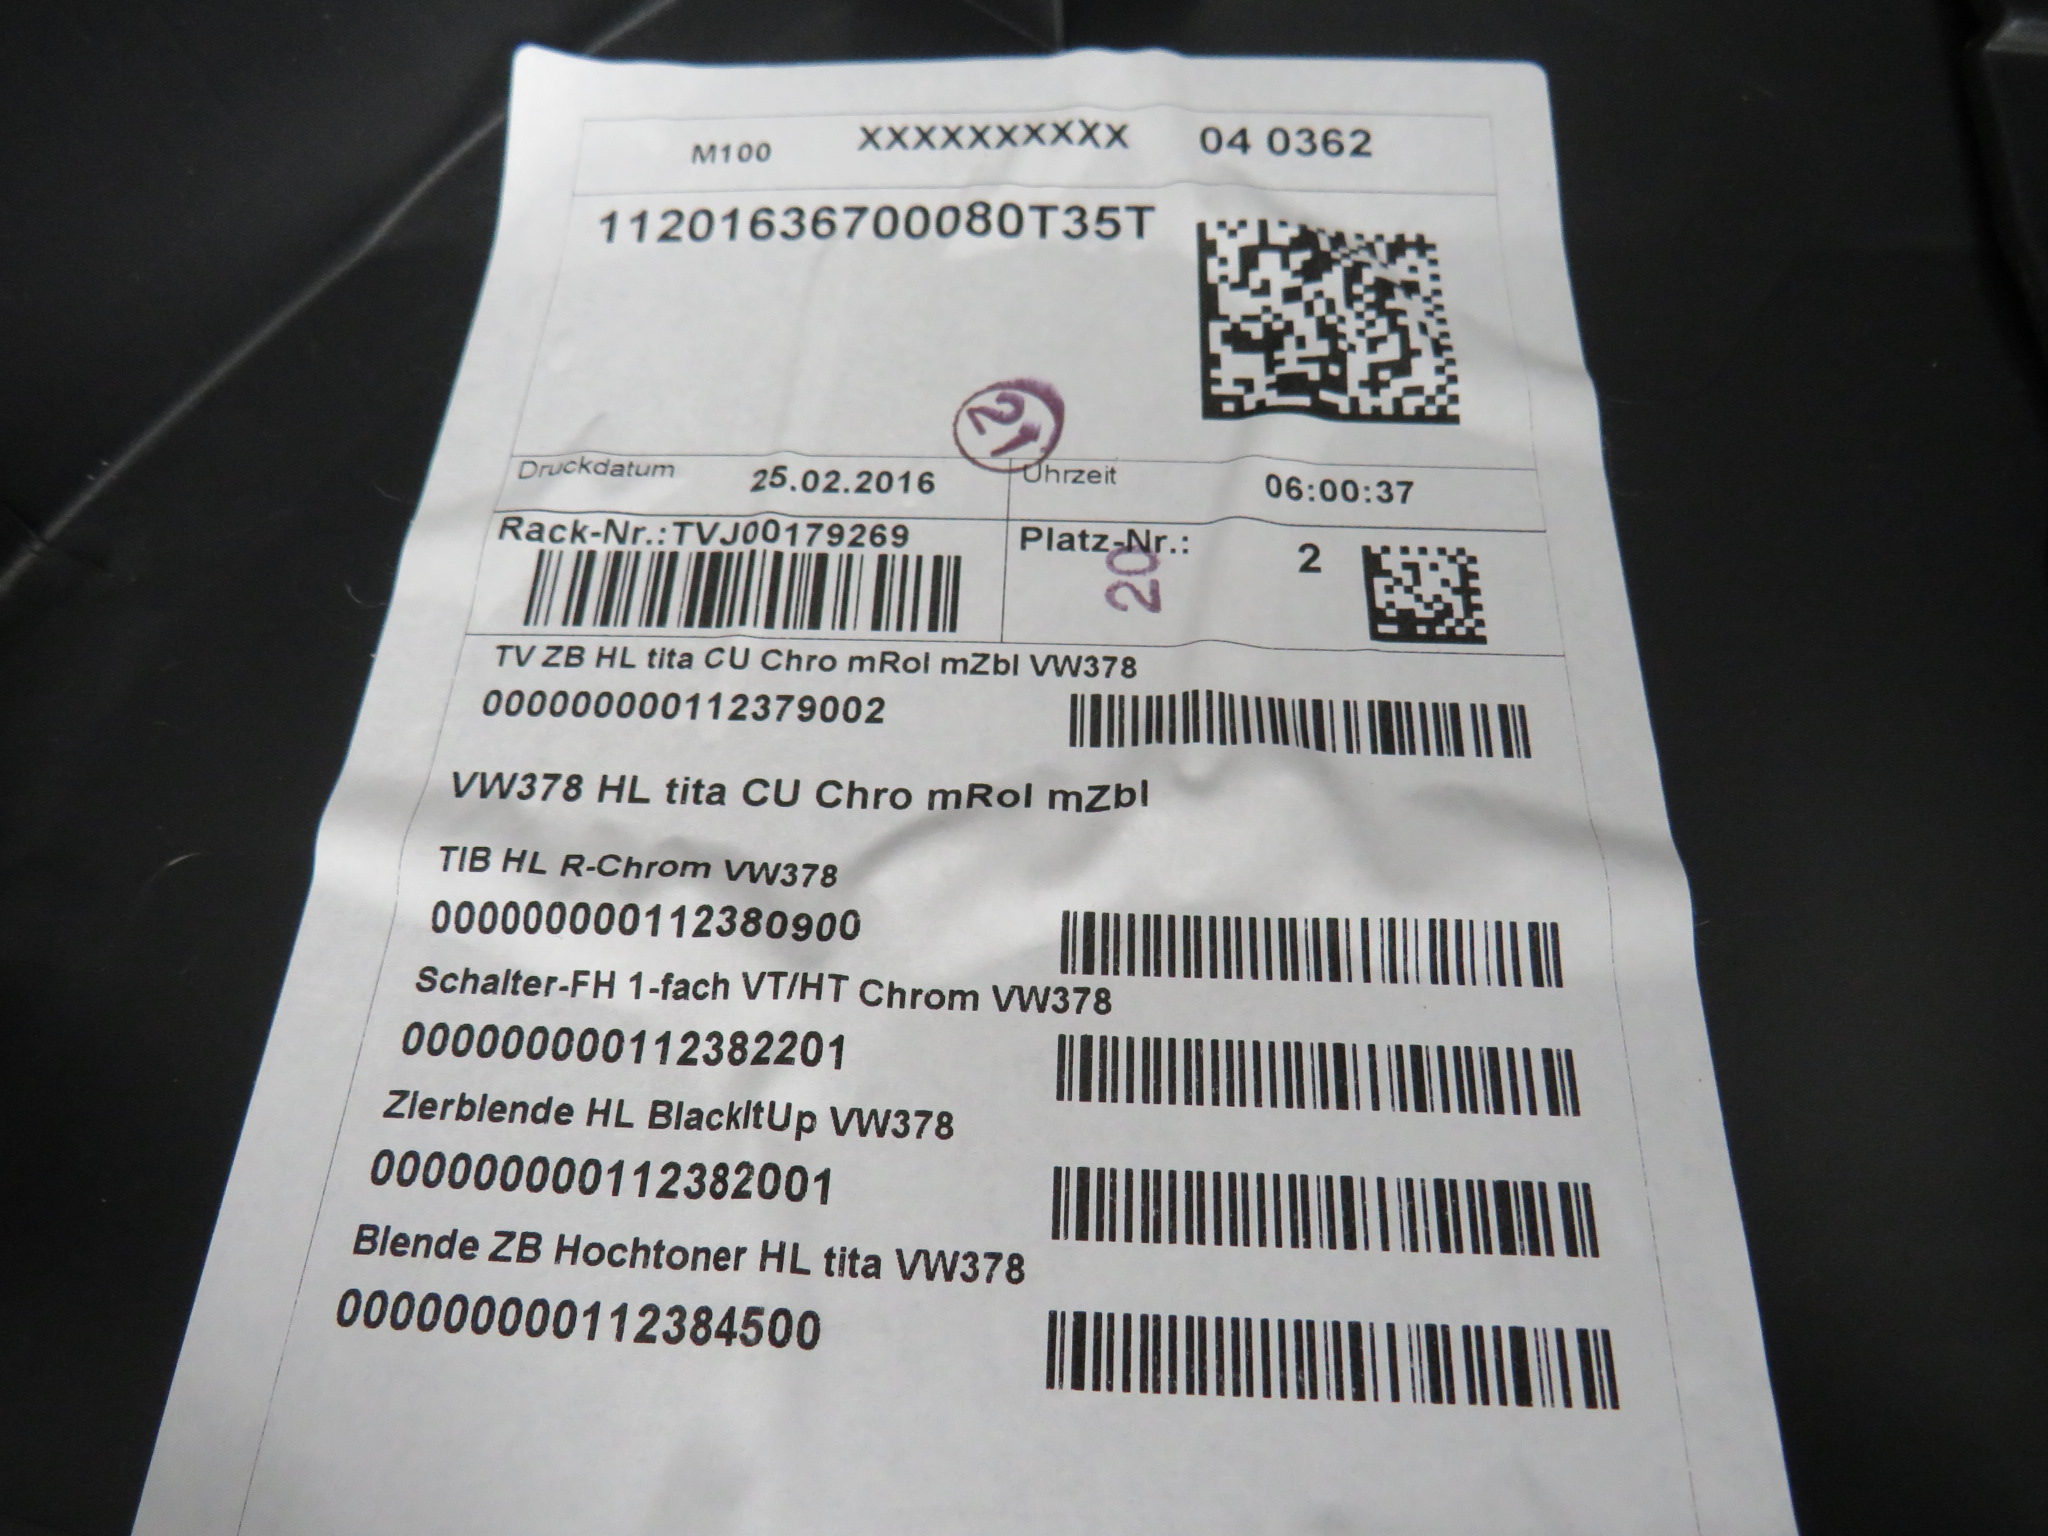 M100 XXXXXXXXXX 04 0362
11201636700080T35T
21
Druckdatum 25.02.2016 Uhrzeit 06:00:37
Rack-Nr.:TVJ00179269 Platz-Nr.: 2
20
TV ZB HL tita CU Chro mRol mZbl VW378
000000000112379002
VW378 HL tita CU Chro mRol mZbl
TIB HL R-Chrom VW378
000000000112380900
Schalter-FH 1-fach VT/HT Chrom VW378
000000000112382201
Zierblende HL BlackItUp VW378
000000000112382001
Blende ZB Hochtoner HL tita VW378
000000000112384500